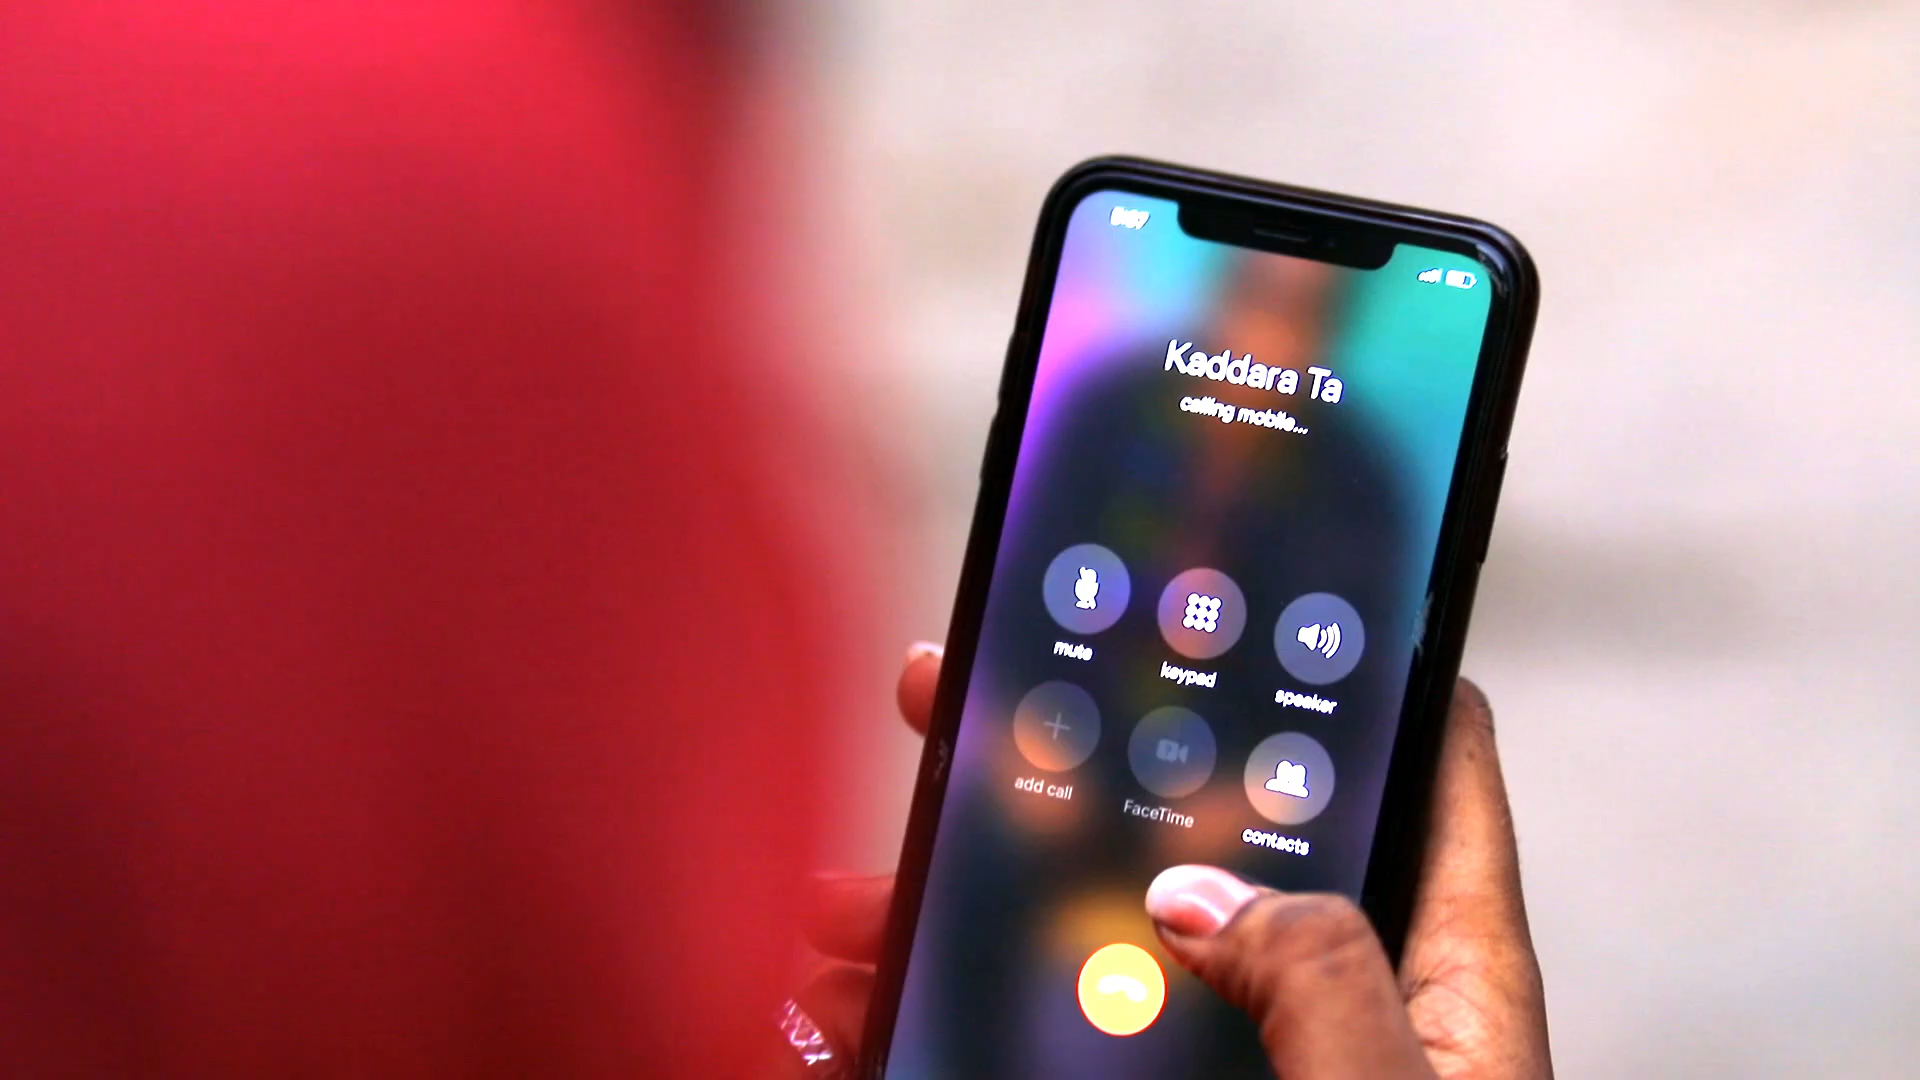 Kaddara Ta
calling mobile...
mute
keypad
speaker
add call
FaceTime
contacts